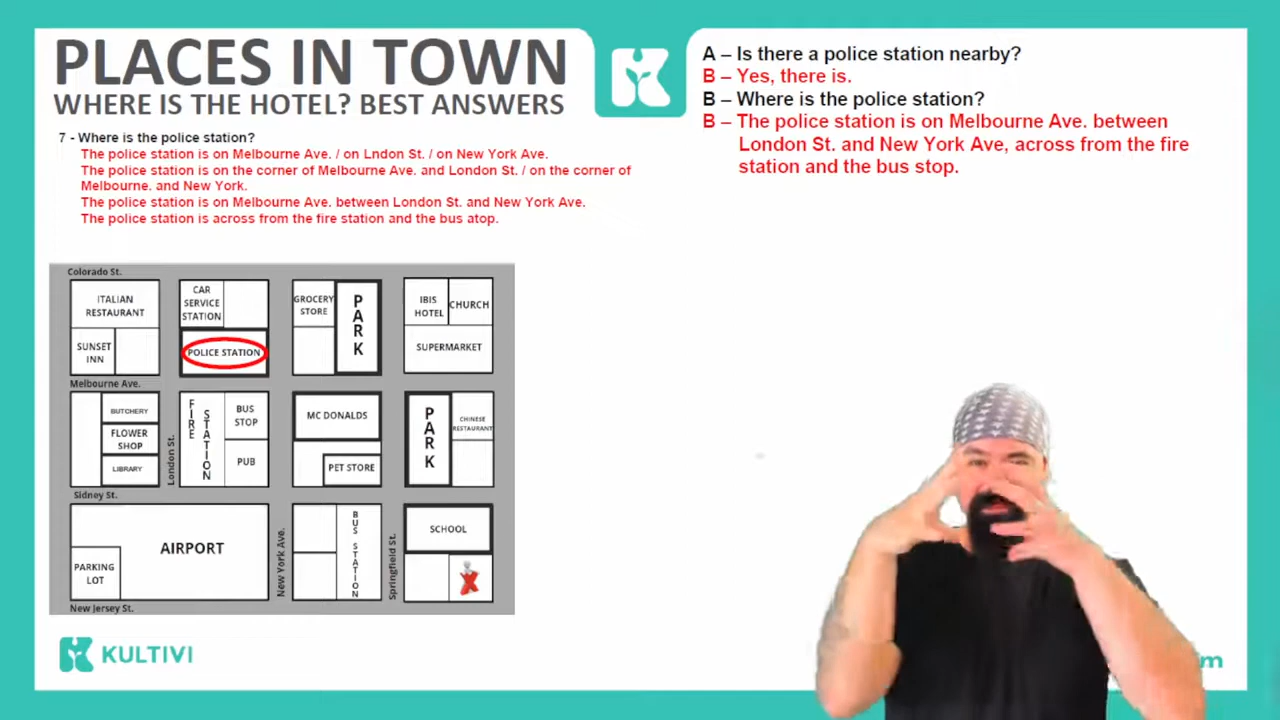 PLACES IN TOWN
WHERE IS THE HOTEL? BEST ANSWERS
7 - Where is the police station?
The police station is on Melbourne Ave. / on Lndon St. / on New York Ave.
The police station is on the corner of Melbourne Ave. and London St. / on the corner of
Melbourne. and New York.
The police station is on Melbourne Ave. between London St. and New York Ave.
The police station is across from the fire station and the bus atop.
A – Is there a police station nearby?
B – Yes, there is.
B – Where is the police station?
B – The police station is on Melbourne Ave. between
London St. and New York Ave, across from the fire
station and the bus stop.
Colorado St.
ITALIAN
RESTAURANT
SUNSET
INN
CAR
SERVICE
STATION
POLICE STATION
GROCERY
STORE
PARK
IBIS
HOTEL
CHURCH
SUPERMARKET
Melbourne Ave.
BUTCHERY
FLOWER
SHOP
LIBRARY
London St.
FIRE
STATION
BUS
STOP
PUB
MC DONALDS
PET STORE
PARK
CHINESE
RESTAURANT
Sidney St.
AIRPORT
PARKING
LOT
New York Ave.
BUS STATION
Springfield St.
SCHOOL
X
New Jersey St.
KULTIVI